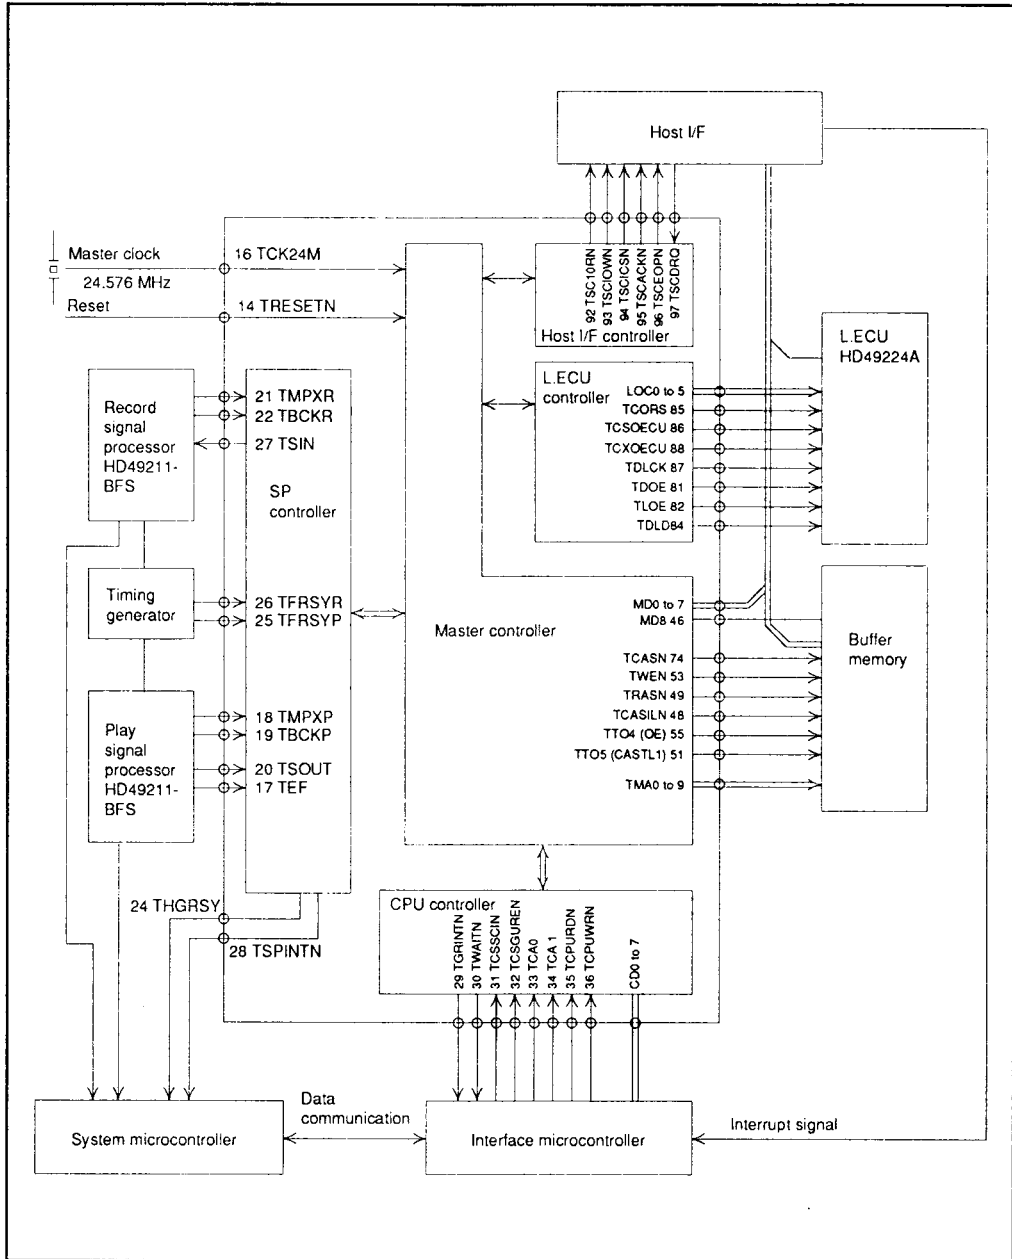 Host I/F
92 TSC10RN
93 TSCIOWN
94 TSCICSN
95 TSCACKN
96 TSCEOPN
97 TSCDRQ
Host I/F controller
Master clock
24.576 MHz
Reset
16 TCK24M
14 TRESETN
L.ECU
HD49224A
L.ECU
controller
LOC0 to 5
TCORS 85
TCSOECU 86
TCXOECU 88
TDLCK 87
TDOE 81
TLOE 82
TDLD84
Record
signal
processor
HD49211-
BFS
21 TMPXR
22 TBCKR
27 TSIN
SP
controller
Timing
generator
26 TFRSYR
25 TFRSYP
Master controller
MD0 to 7
MD8 46
TCASN 74
TWEN 53
TRASN 49
TCASILN 48
TTO4 (OE) 55
TTO5 (CASTL1) 51
TMA0 to 9
Buffer
memory
Play
signal
processor
HD49211-
BFS
18 TMPXP
19 TBCKP
20 TSOUT
17 TEF
24 THGRSY
28 TSPINTN
CPU controller
29 TGRINTN
30 TWAITN
31 TCSSCIN
32 TCSGUREN
33 TCA0
34 TCA 1
35 TCPURDN
36 TCPUWRN
CD0 to 7
System microcontroller
Data
communication
Interface microcontroller
Interrupt signal